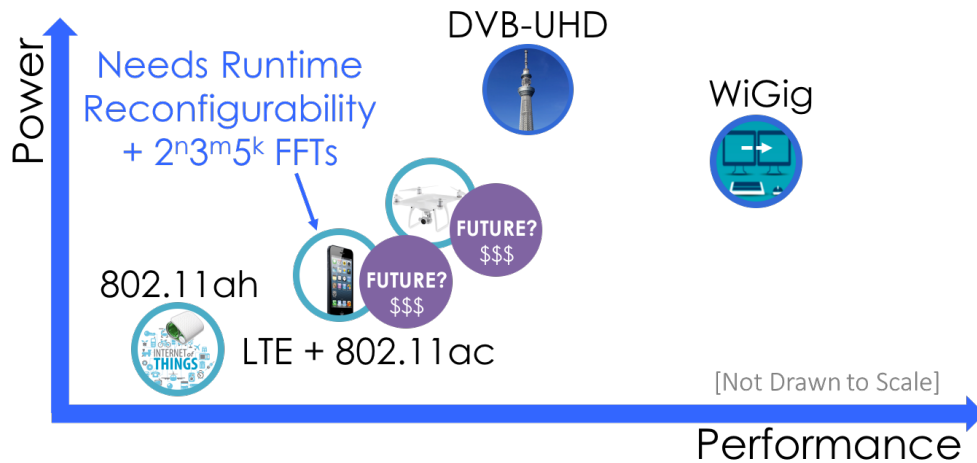 DVB-UHD
Power
Needs Runtime
Reconfigurability
+ 2ⁿ3ᵐ5ᵏ FFTs
WiGig
FUTURE?
$$$
FUTURE?
$$$
802.11ah
INTERNET of
THINGS
LTE + 802.11ac
[Not Drawn to Scale]
Performance